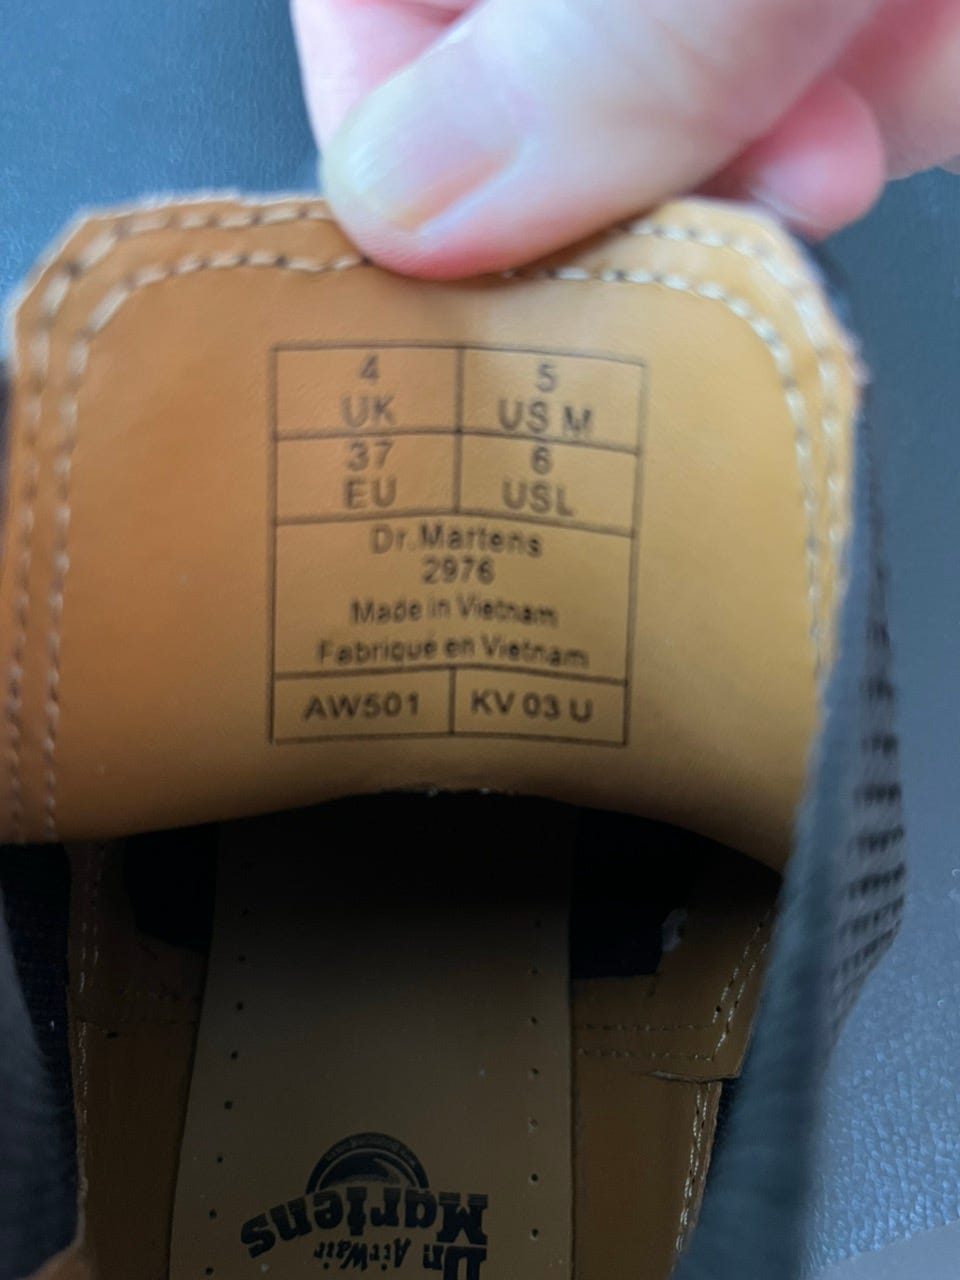 4
UK
5
US M
37
EU
6
USL
Dr.Martens
2976
Made in Vietnam
Fabriqué en Vietnam
AW501
KV 03 U
Dr.
Martens
AirWair